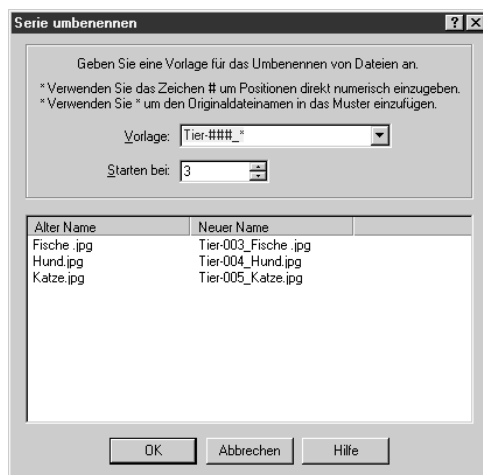 Serie umbenennen
Geben Sie eine Vorlage für das Umbenennen von Dateien an.
* Verwenden Sie das Zeichen # um Positionen direkt numerisch einzugeben.
* Verwenden Sie * um den Originaldateinamen in das Muster einzufügen.
Vorlage: Tier-###_*
Starten bei: 3
Alter Name Neuer Name
Fische .jpg Tier-003_Fische .jpg
Hund.jpg Tier-004_Hund.jpg
Katze.jpg Tier-005_Katze.jpg
OK Abbrechen Hilfe